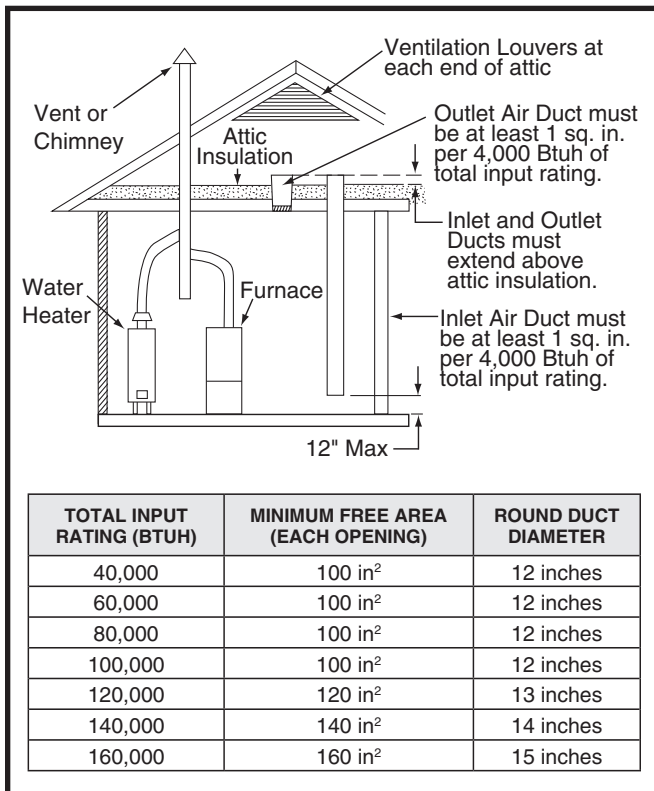 Ventilation Louvers at
each end of attic
Vent or
Chimney
Attic
Insulation
Outlet Air Duct must
be at least 1 sq. in.
per 4,000 Btuh of
total input rating.
Inlet and Outlet
Ducts must
extend above
attic insulation.
Water
Heater
Furnace
Inlet Air Duct must
be at least 1 sq. in.
per 4,000 Btuh of
total input rating.
12" Max
TOTAL INPUT
RATING (BTUH)
MINIMUM FREE AREA
(EACH OPENING)
ROUND DUCT
DIAMETER
40,000 100 in² 12 inches
60,000 100 in² 12 inches
80,000 100 in² 12 inches
100,000 100 in² 12 inches
120,000 120 in² 13 inches
140,000 140 in² 14 inches
160,000 160 in² 15 inches